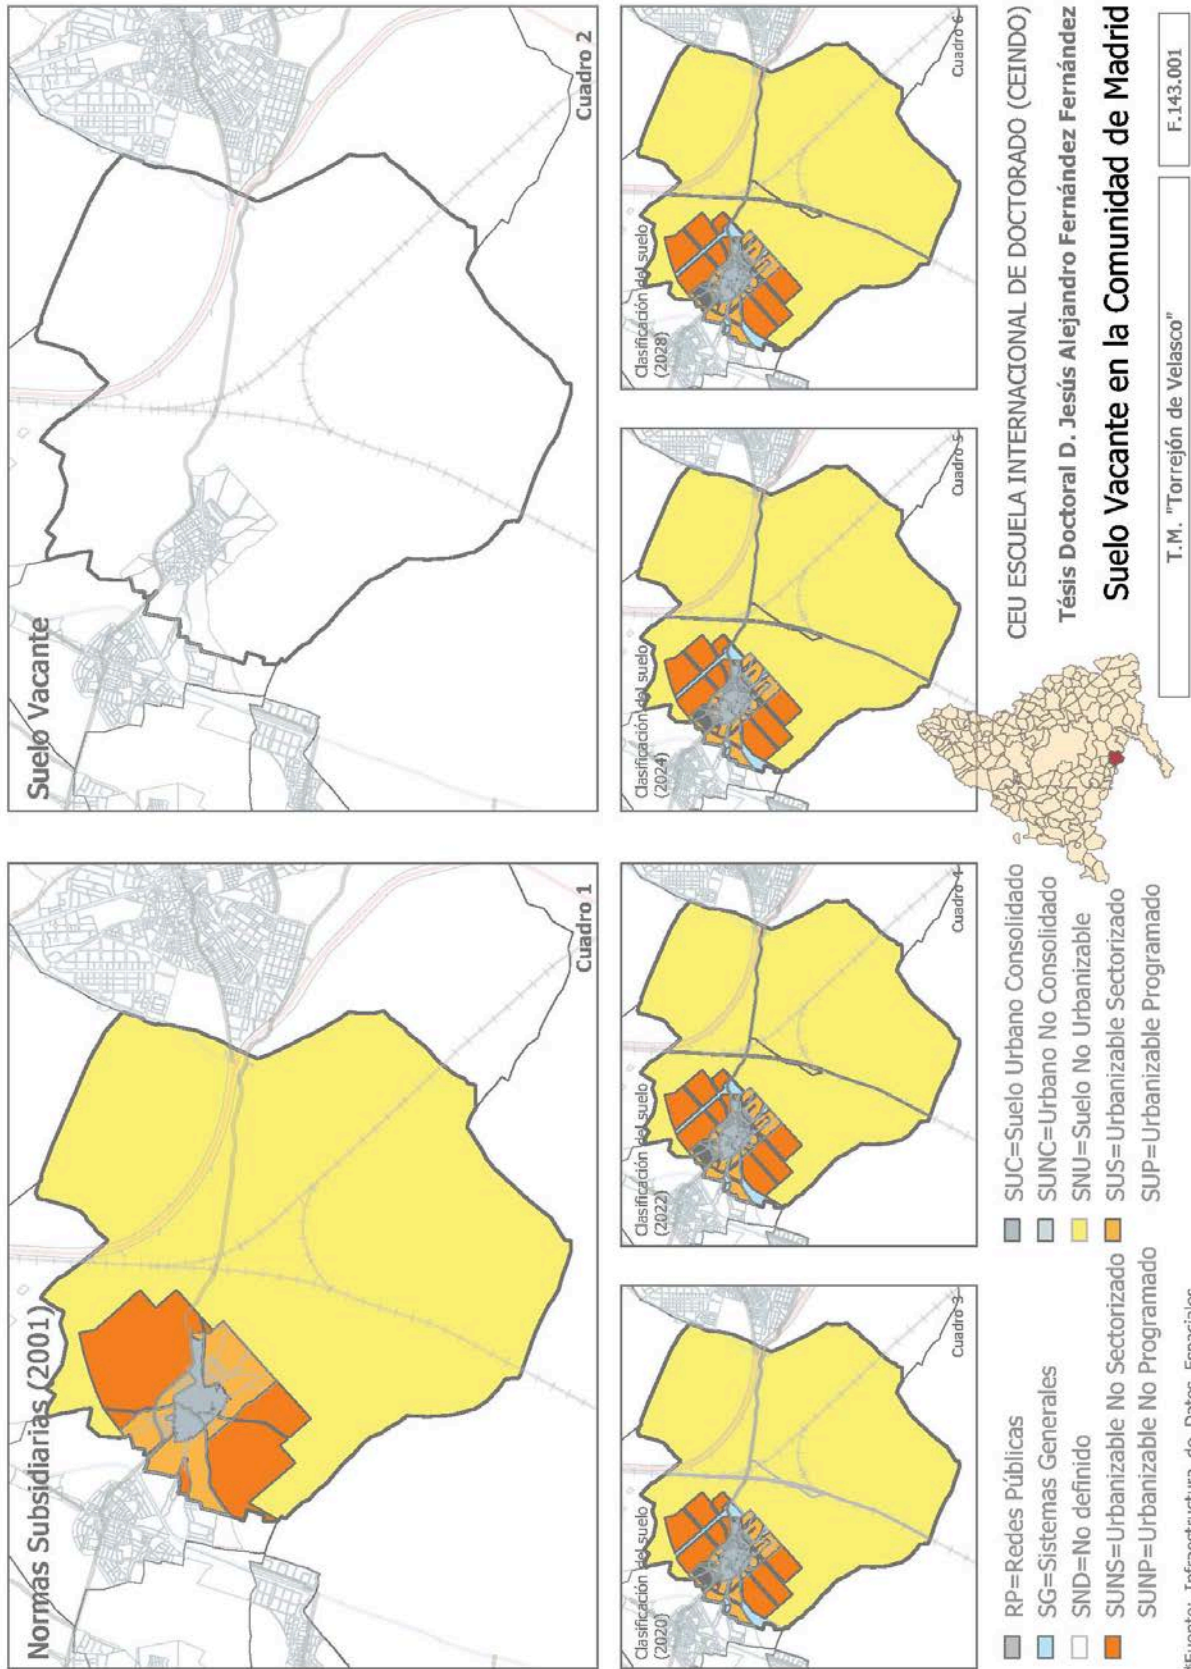 Normas Subsidiarias (2001)
Cuadro 1
Suelo Vacante
Cuadro 2
Clasificación del suelo
(2020)
Cuadro 3
Clasificación del suelo
(2022)
Cuadro 4
Clasificación del suelo
(2024)
Cuadro 5
Clasificación del suelo
(2028)
Cuadro 6
RP=Redes Públicas
SG=Sistemas Generales
SND=No definido
SUNS=Urbanizable No Sectorizado
SUNP=Urbanizable No Programado
SUC=Suelo Urbano Consolidado
SUNC=Urbano No Consolidado
SNU=Suelo No Urbanizable
SUS=Urbanizable Sectorizado
SUP=Urbanizable Programado
CEU ESCUELA INTERNACIONAL DE DOCTORADO (CEINDO)
Tésis Doctoral D. Jesús Alejandro Fernández Fernández
Suelo Vacante en la Comunidad de Madrid
T.M. "Torrejón de Velasco"
F.143.001
*Fuente: Infraestructura de Datos Espaciales